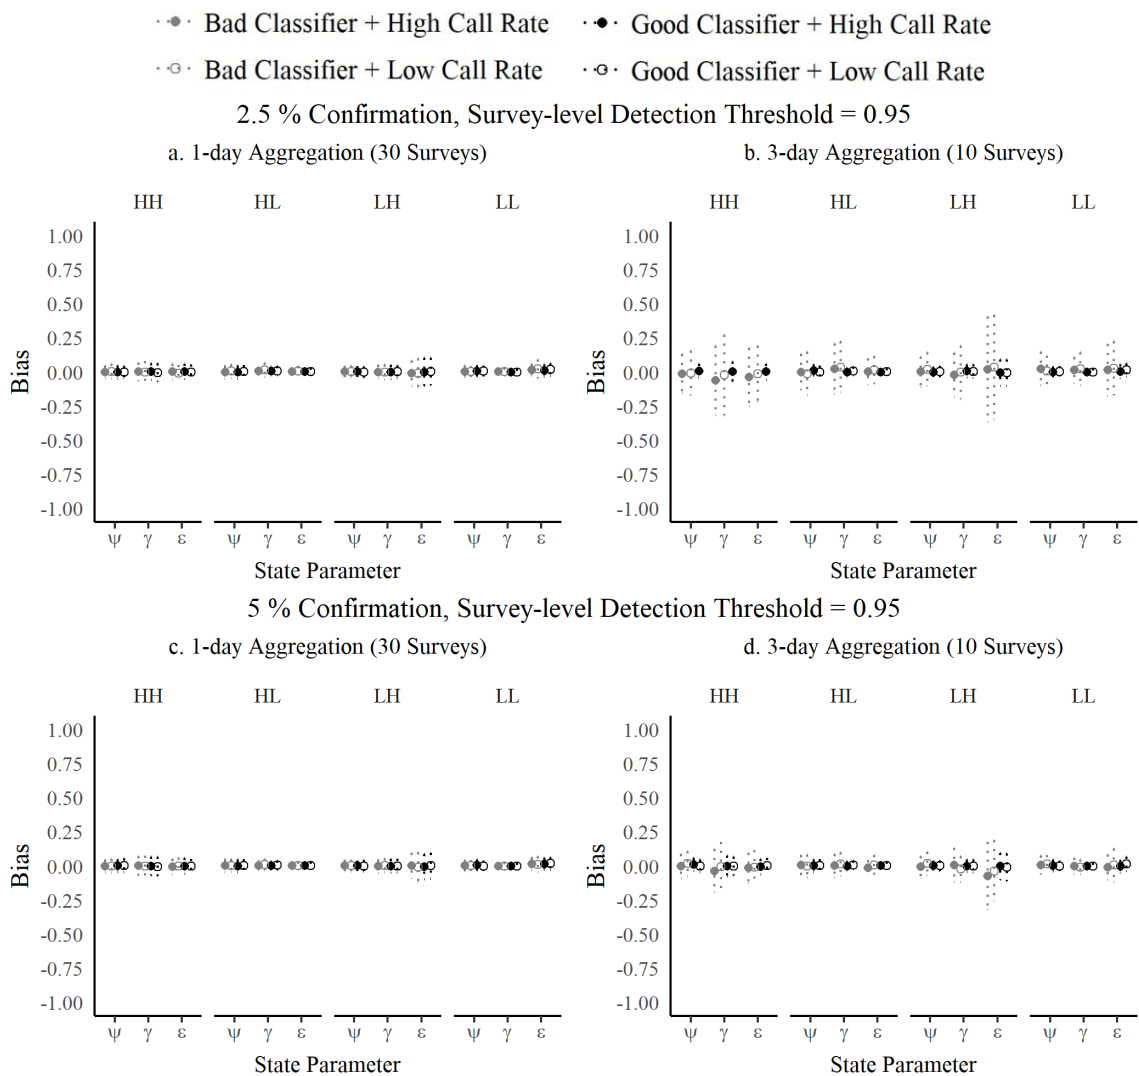 Bad Classifier + High Call Rate Good Classifier + High Call Rate
Bad Classifier + Low Call Rate Good Classifier + Low Call Rate
2.5 % Confirmation, Survey-level Detection Threshold = 0.95
a. 1-day Aggregation (30 Surveys)
HH HL LH LL
Bias
1.00
0.75
0.50
0.25
0.00
-0.25
-0.50
-0.75
-1.00
ψ γ ε ψ γ ε ψ γ ε ψ γ ε
State Parameter
b. 3-day Aggregation (10 Surveys)
HH HL LH LL
Bias
1.00
0.75
0.50
0.25
0.00
-0.25
-0.50
-0.75
-1.00
ψ γ ε ψ γ ε ψ γ ε ψ γ ε
State Parameter
5 % Confirmation, Survey-level Detection Threshold = 0.95
c. 1-day Aggregation (30 Surveys)
HH HL LH LL
Bias
1.00
0.75
0.50
0.25
0.00
-0.25
-0.50
-0.75
-1.00
ψ γ ε ψ γ ε ψ γ ε ψ γ ε
State Parameter
d. 3-day Aggregation (10 Surveys)
HH HL LH LL
Bias
1.00
0.75
0.50
0.25
0.00
-0.25
-0.50
-0.75
-1.00
ψ γ ε ψ γ ε ψ γ ε ψ γ ε
State Parameter